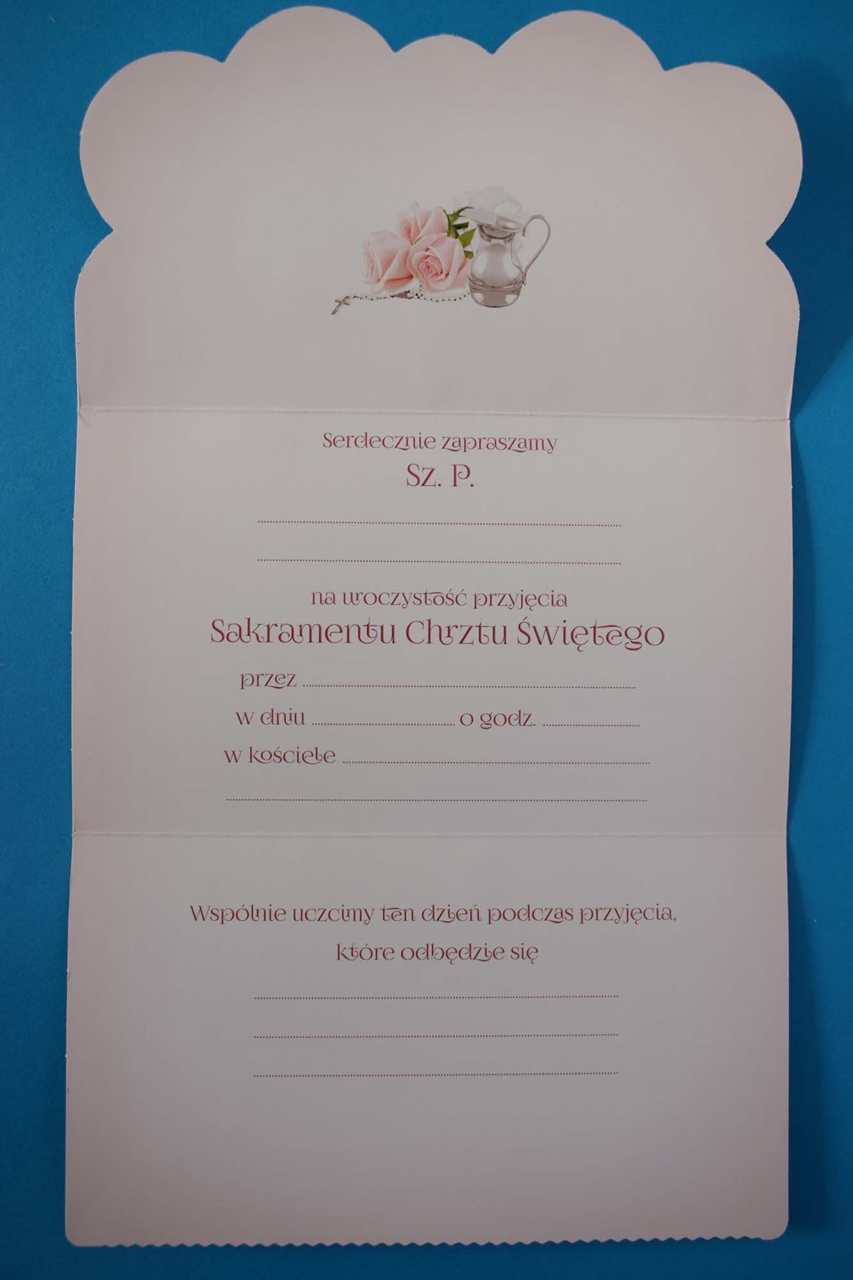 Serdecznie zapraszamy
Sz. P.
na uroczystość przyjęcia
Sakramentu Chrztu Świętego
przez
w dniu o godz.
w kościele
Wspólnie uczcimy ten dzień podczas przyjęcia,
które odbędzie się